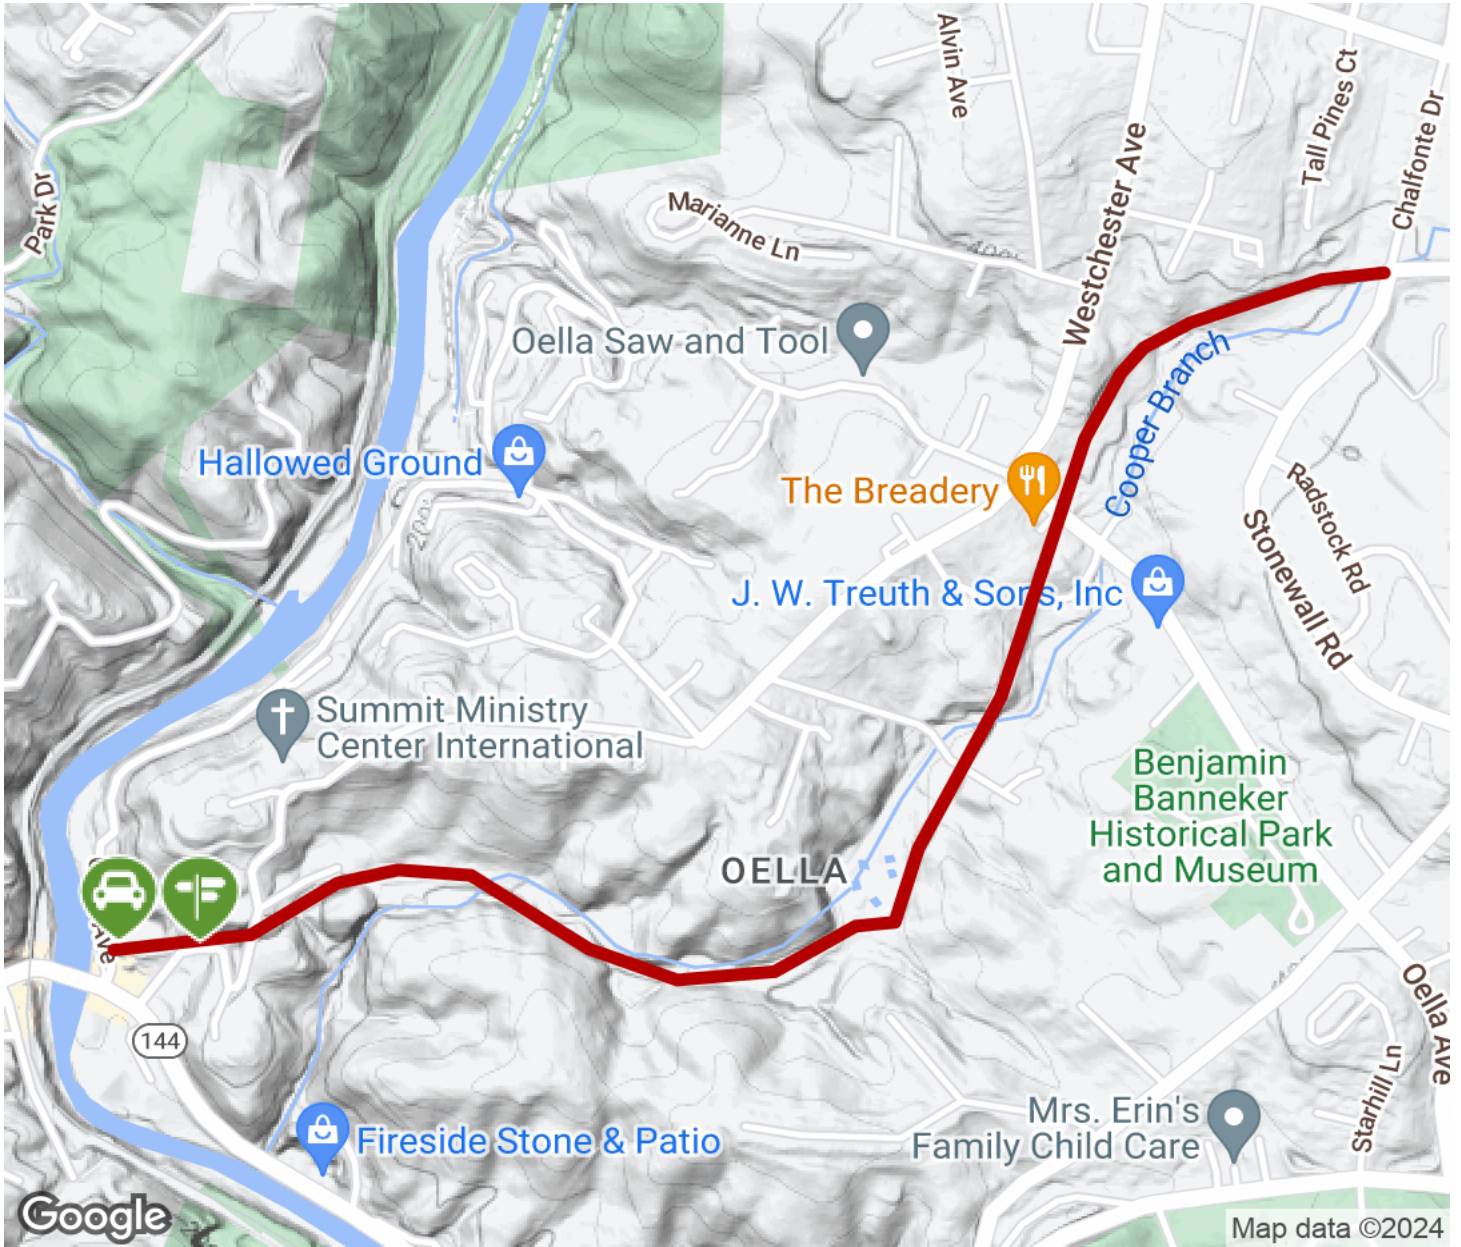 Alvin Ave
Tall Pines Ct
Chalfonte Dr
Westchester Ave
Park Dr
Marianne Ln
Oella Saw and Tool
Cooper Branch
Hallowed Ground
The Breadery
200
Radstock Rd
Stonewall Rd
J. W. Treuth & Sons, Inc
Summit Ministry
Center International
Benjamin
Banneker
Historical Park
and Museum
OELLA
Ave
144
Oella Ave
Starhill Ln
Mrs. Erin's
Family Child Care
Fireside Stone & Patio
Google
Map data ©2024